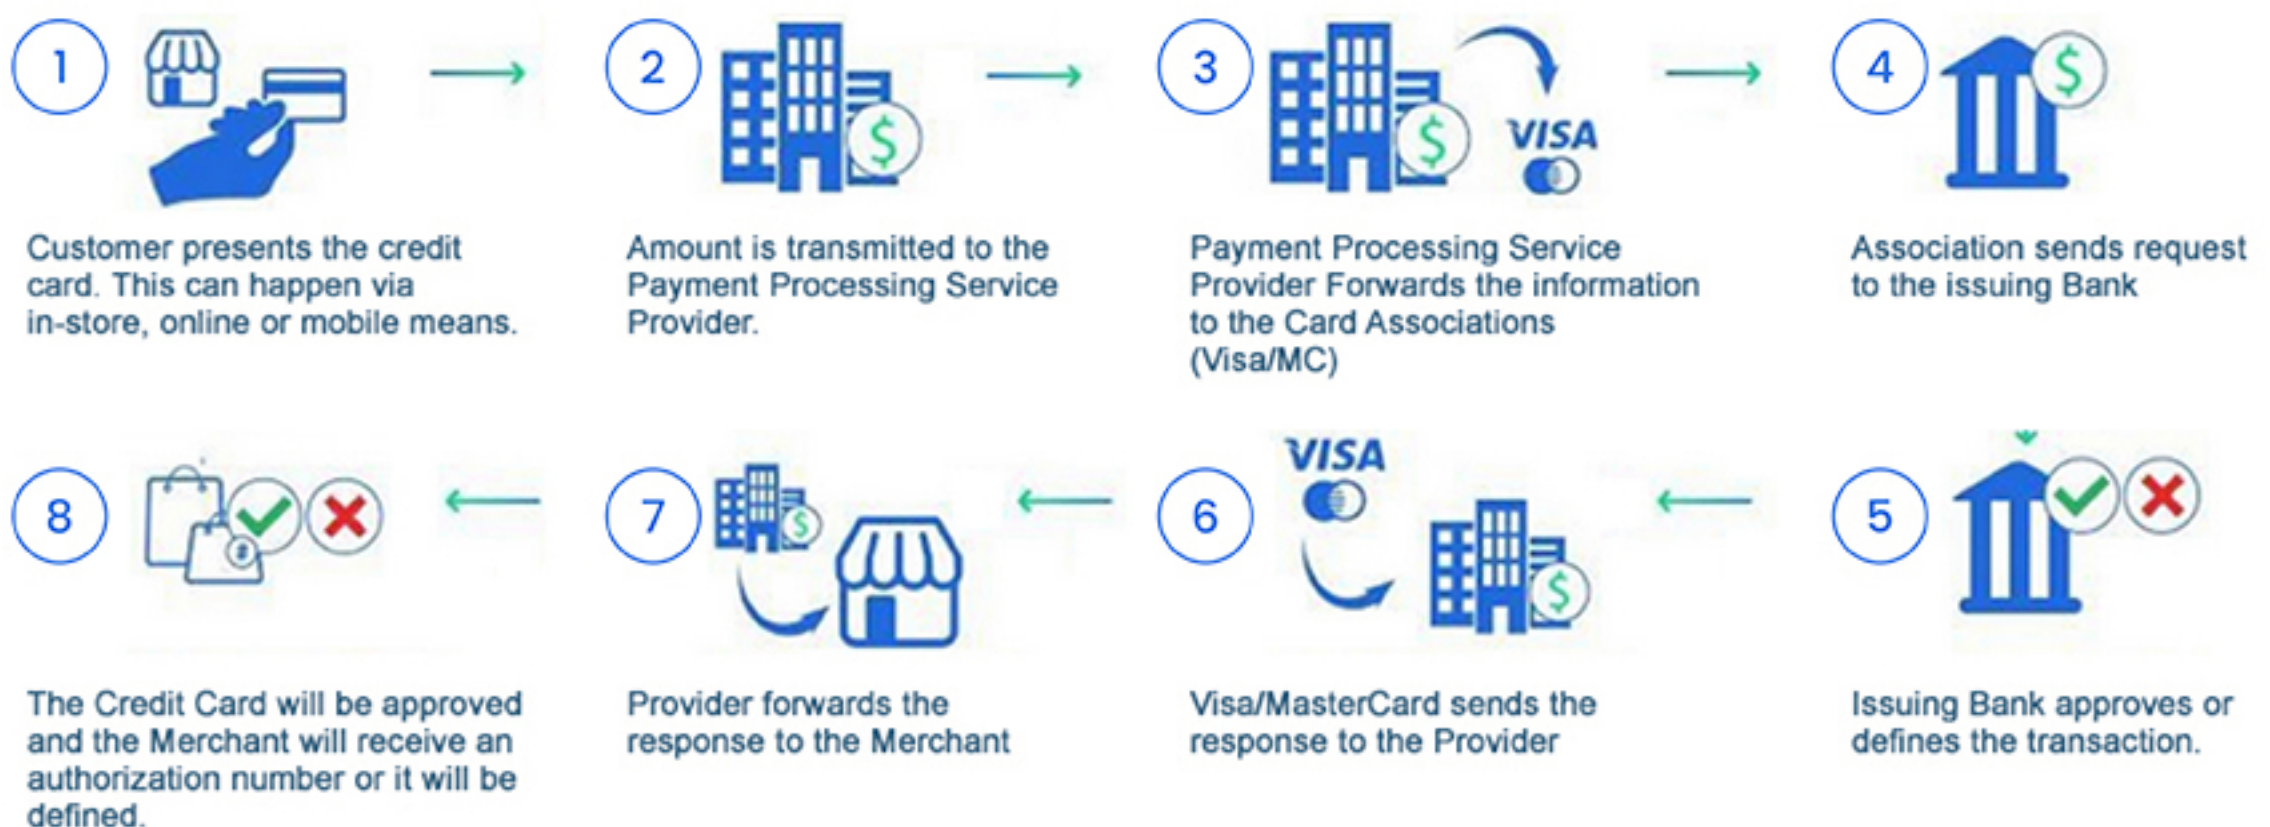 1
Customer presents the credit
card. This can happen via
in-store, online or mobile means.
2
$
Amount is transmitted to the
Payment Processing Service
Provider.
3
$
VISA
Payment Processing Service
Provider Forwards the information
to the Card Associations
(Visa/MC)
4
$
Association sends request
to the issuing Bank
8
The Credit Card will be approved
and the Merchant will receive an
authorization number or it will be
defined.
7
$
Provider forwards the
response to the Merchant
6
VISA
$
Visa/MasterCard sends the
response to the Provider
5
Issuing Bank approves or
defines the transaction.